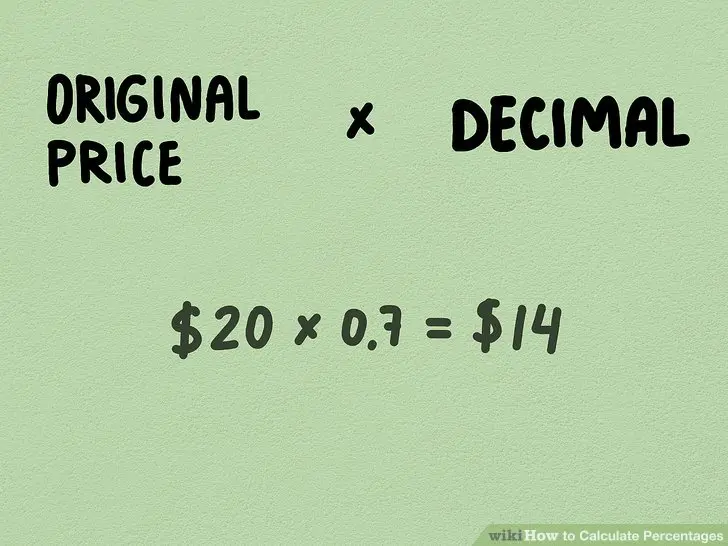 ORIGINAL PRICE × DECIMAL
$20 × 0.7 = $14
wikiHow to Calculate Percentages